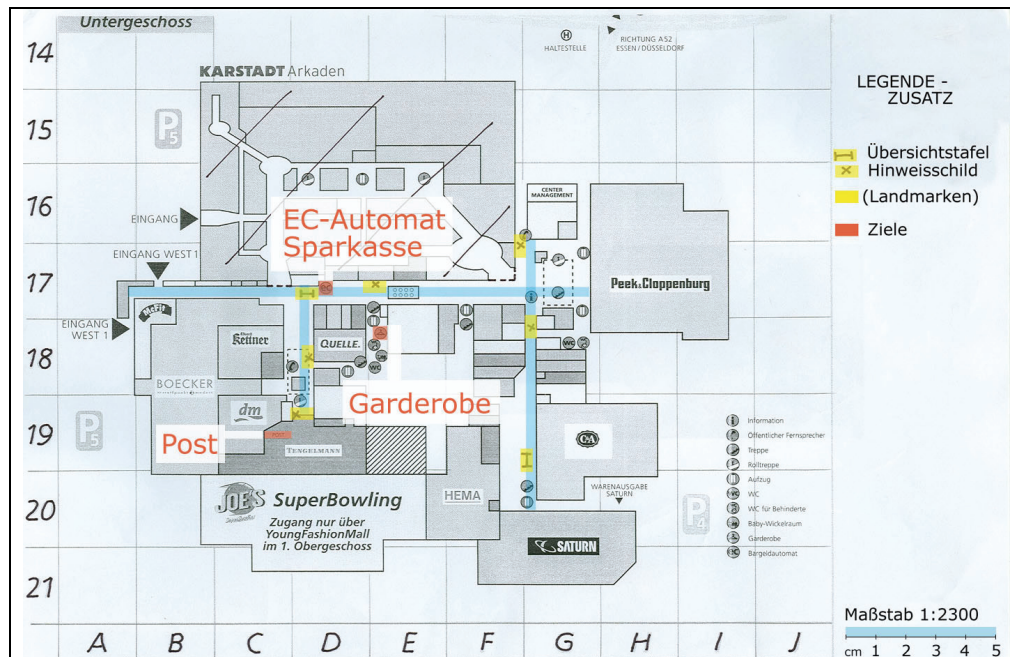 Untergeschoss
14
15
16
17
18
19
20
21
A B C D E F G H I J
H
HALTESTELLE
RICHTUNG A 52
ESSEN / DÜSSELDORF
KARSTADT Arkaden
P5
EINGANG
EINGANG WEST 1
EINGANG
WEST 1
EC-Automat
Sparkasse
CENTER
MANAGEMENT
Peek&Cloppenburg
McFit
Kettner
QUELLE.
BOECKER
dm
Garderobe
WC
WC
P5
Post
TENGELMANN
C&A
JOE'S SuperBowling
Zugang nur über
YoungFashionMall
im 1. Obergeschoss
HEMA
WARENAUSGABE
SATURN
SATURN
P4
LEGENDE -
ZUSATZ
Übersichtstafel
Hinweisschild
(Landmarken)
Ziele
Information
Öffentlicher Fernsprecher
Treppe
Rolltreppe
Aufzug
WC
WC für Behinderte
Baby-Wickelraum
Garderobe
Bargeldautomat
Maßstab 1:2300
cm 1 2 3 4 5